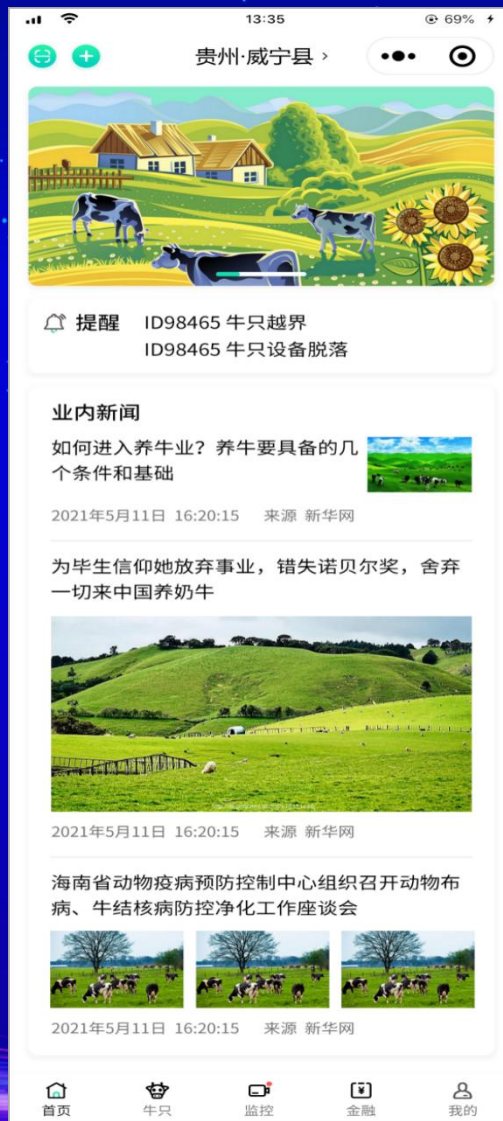 13:35
69%
贵州·威宁县 ›
提醒
ID98465 牛只越界
ID98465 牛只设备脱落
业内新闻
如何进入养牛业？养牛要具备的几
个条件和基础
2021年5月11日 16:20:15 来源 新华网
为毕生信仰她放弃事业，错失诺贝尔奖，舍弃
一切来中国养奶牛
2021年5月11日 16:20:15 来源 新华网
海南省动物疫病预防控制中心组织召开动物布
病、牛结核病防控净化工作座谈会
2021年5月11日 16:20:15 来源 新华网
首页 牛只 监控 金融 我的